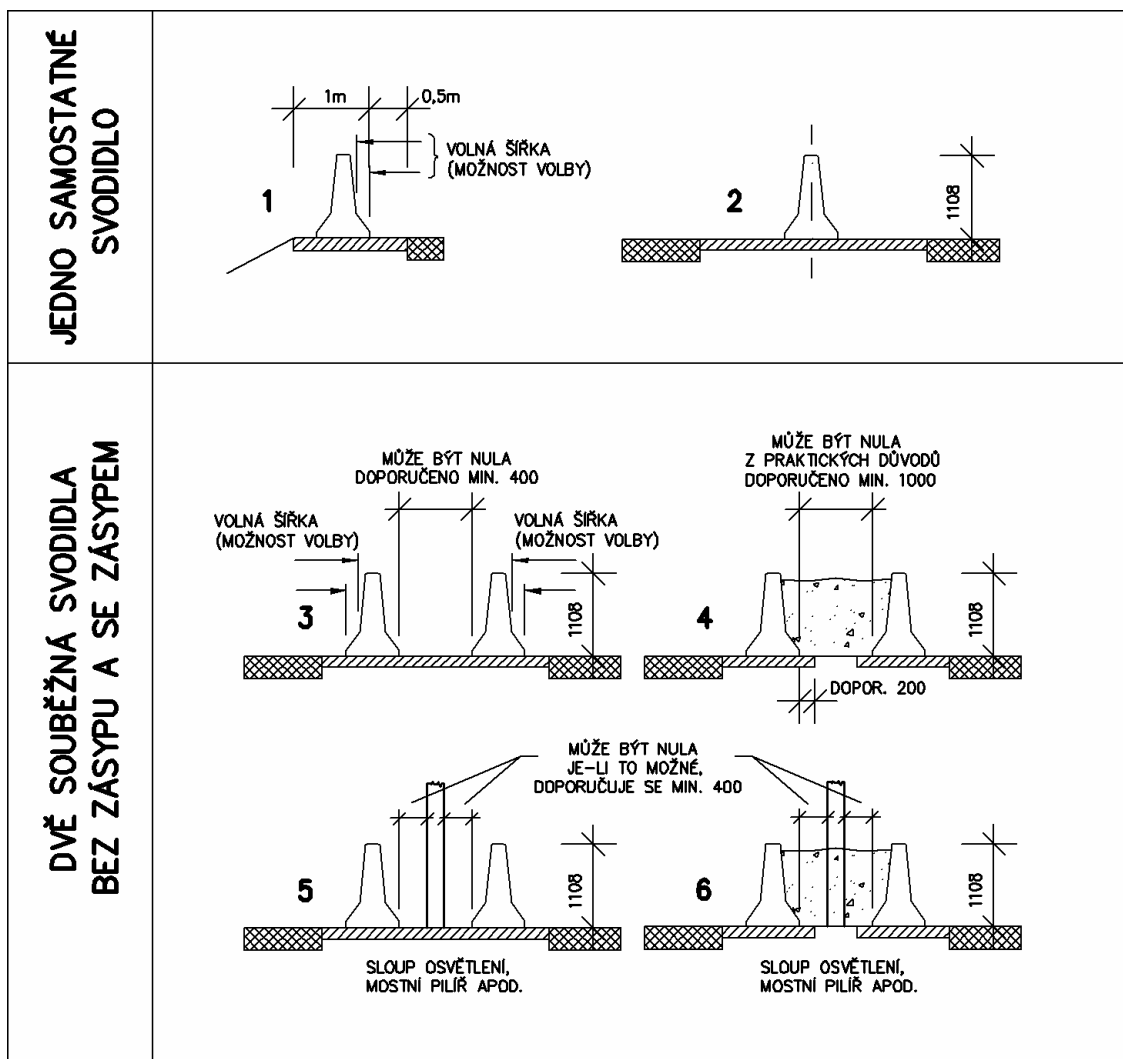 JEDNO SAMOSTATNÉ
SVODIDLO
1m
0,5m
VOLNÁ ŠÍŘKA
(MOŽNOST VOLBY)
1
2
1108
DVĚ SOUBĚŽNÁ SVODIDLA
BEZ ZÁSYPU A SE ZÁSYPEM
MŮŽE BÝT NULA
DOPORUČENO MIN. 400
VOLNÁ ŠÍŘKA
(MOŽNOST VOLBY)
VOLNÁ ŠÍŘKA
(MOŽNOST VOLBY)
3
1108
MŮŽE BÝT NULA
Z PRAKTICKÝCH DŮVODŮ
DOPORUČENO MIN. 1000
4
1108
DOPOR. 200
MŮŽE BÝT NULA
JE-LI TO MOŽNÉ,
DOPORUČUJE SE MIN. 400
5
1108
SLOUP OSVĚTLENÍ,
MOSTNÍ PILÍŘ APOD.
6
1108
SLOUP OSVĚTLENÍ,
MOSTNÍ PILÍŘ APOD.